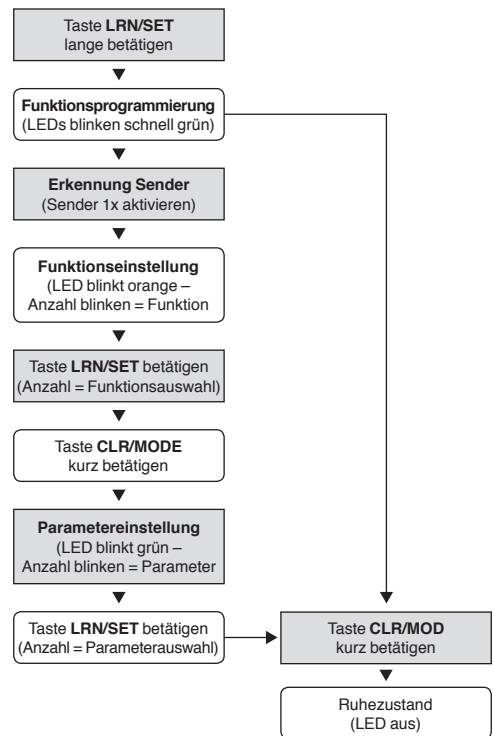 Taste LRN/SET
lange betätigen
Funktionsprogrammierung
(LEDs blinken schnell grün)
Erkennung Sender
(Sender 1x aktivieren)
Funktionseinstellung
(LED blinkt orange –
Anzahl blinken = Funktion
Taste LRN/SET betätigen
(Anzahl = Funktionsauswahl)
Taste CLR/MODE
kurz betätigen
Parametereinstellung
(LED blinkt grün –
Anzahl blinken = Parameter
Taste LRN/SET betätigen
(Anzahl = Parameterauswahl)
Taste CLR/MOD
kurz betätigen
Ruhezustand
(LED aus)